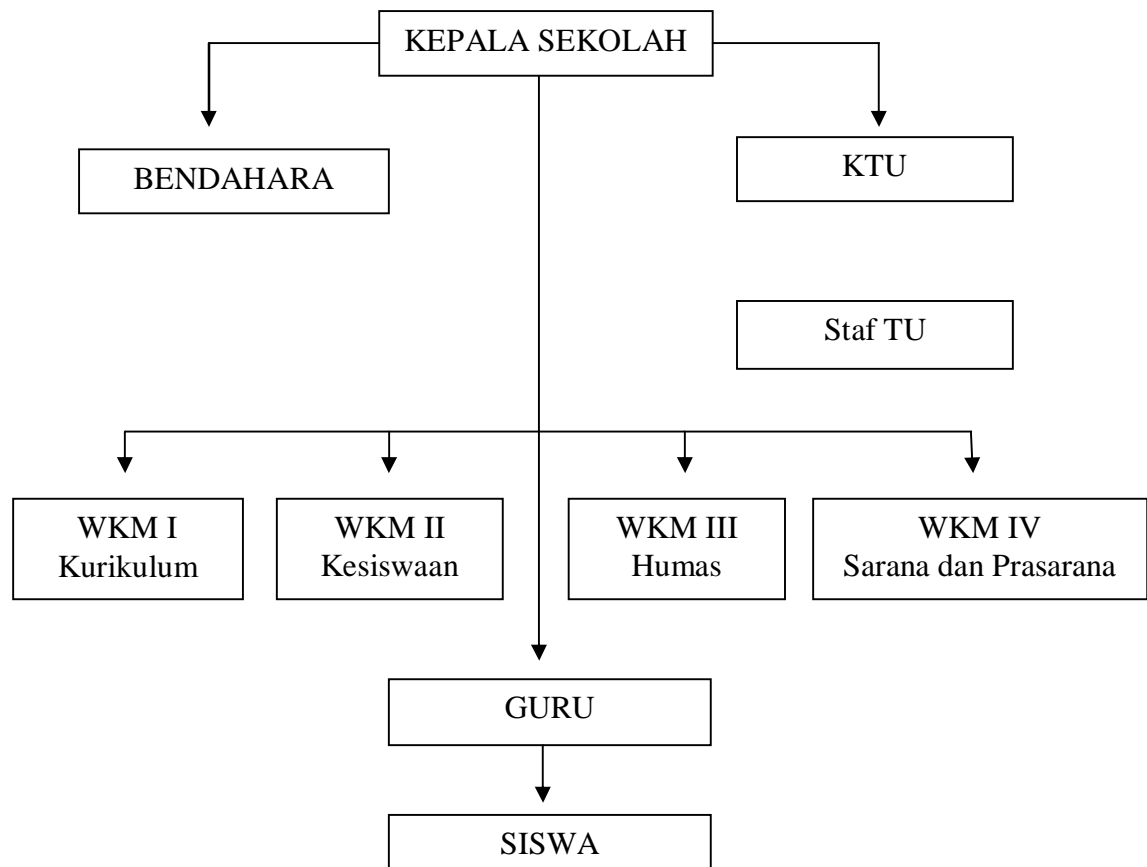 KEPALA SEKOLAH
BENDAHARA
KTU
Staf TU
WKM I
Kurikulum
WKM II
Kesiswaan
WKM III
Humas
WKM IV
Sarana dan Prasarana
GURU
SISWA